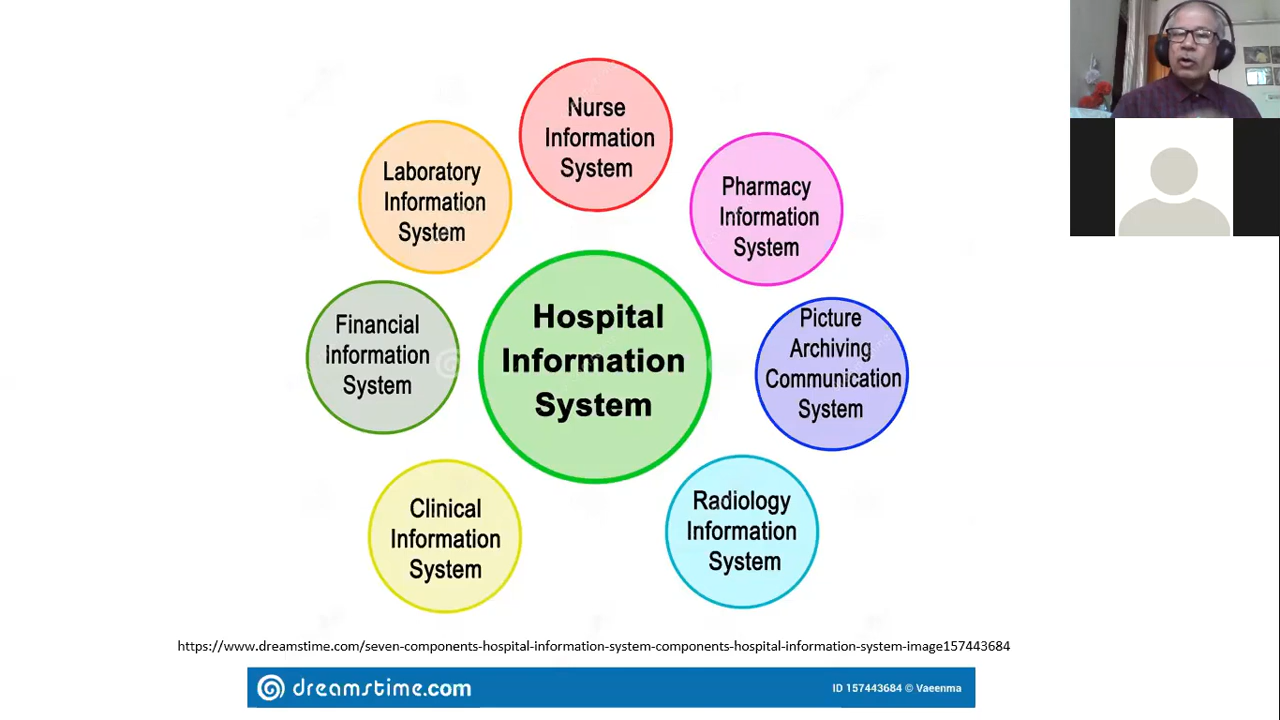 Nurse
Information
System
Laboratory
Information
System
Pharmacy
Information
System
Hospital
Information
System
Financial
Information
System
Picture
Archiving
Communication
System
Clinical
Information
System
Radiology
Information
System
https://www.dreamstime.com/seven-components-hospital-information-system-components-hospital-information-system-image157443684
dreamstime.com
ID 157443684 © Vaeenma